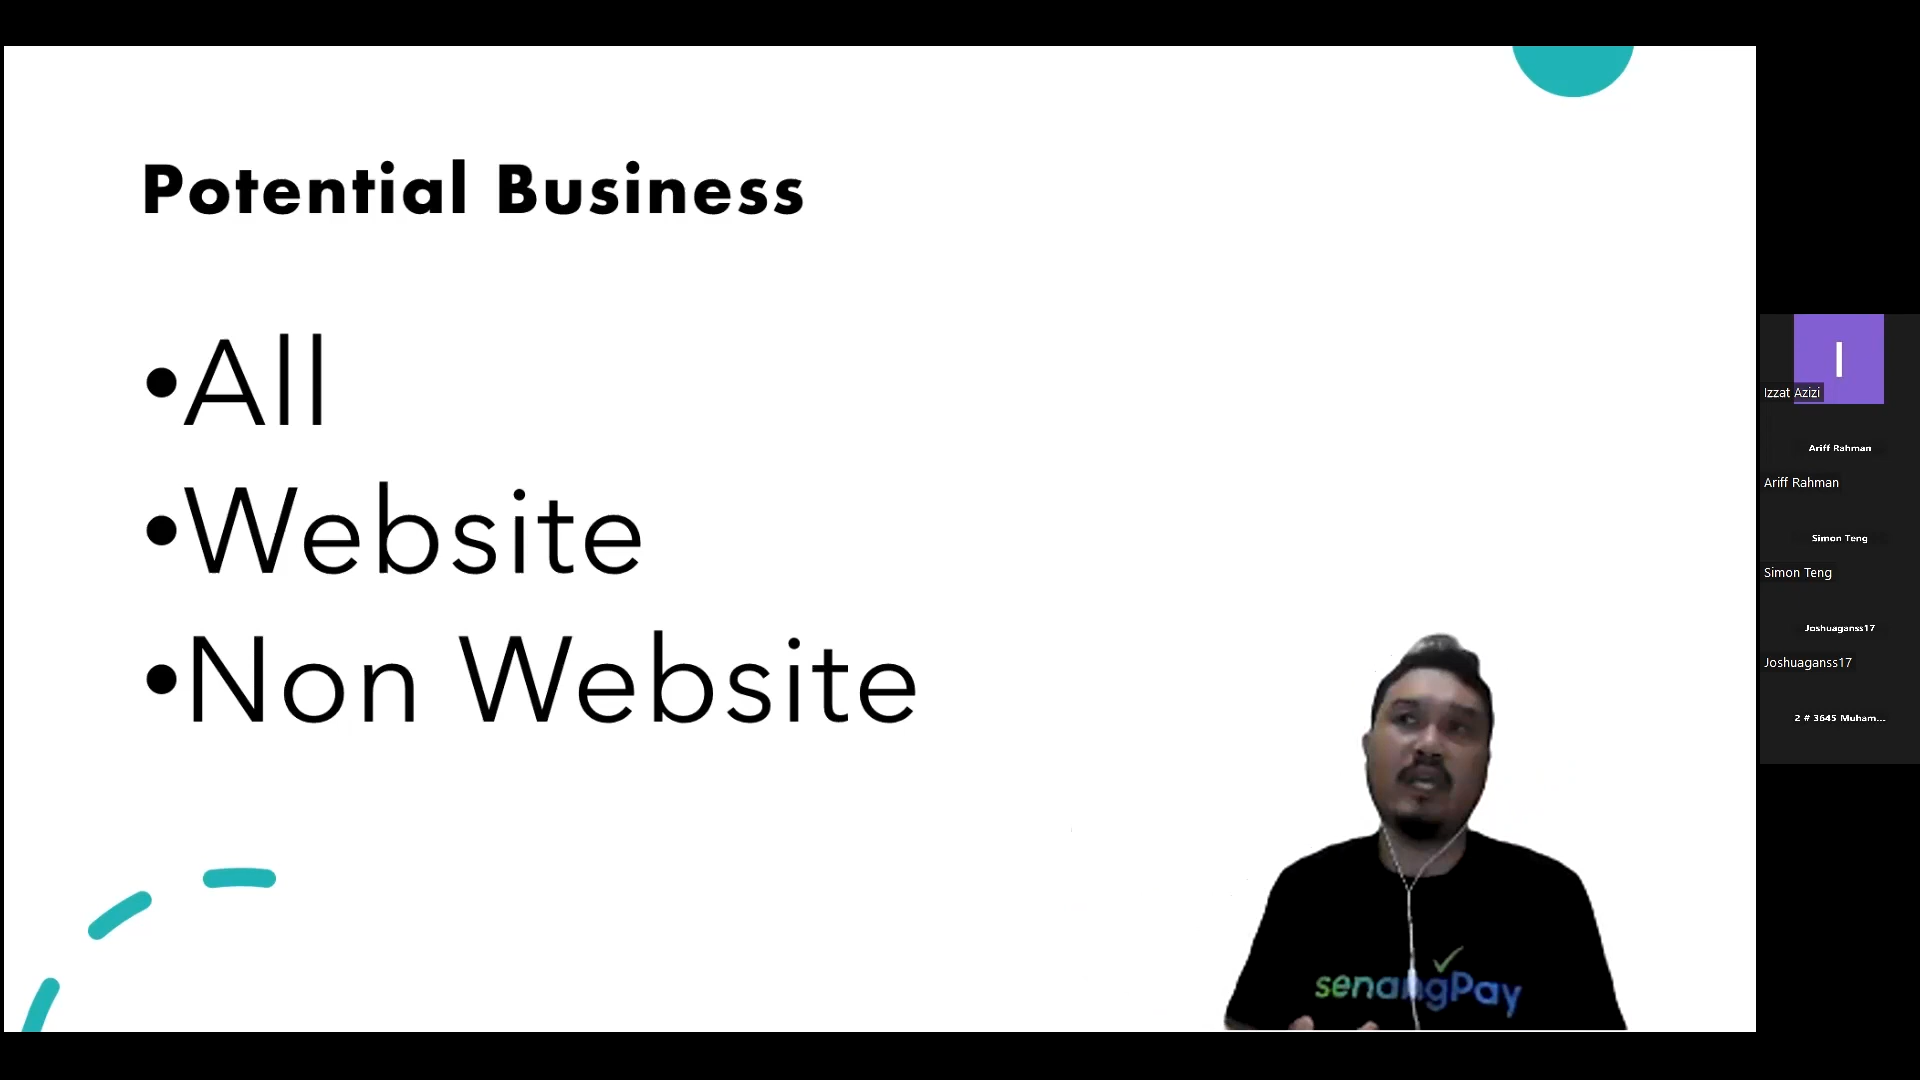 Potential Business
•All
•Website
•Non Website
senangPay
I
Izzat Azizi
Ariff Rahman
Ariff Rahman
Simon Teng
Simon Teng
Joshuaganss17
Joshuaganss17
2 # 3645 Muham...